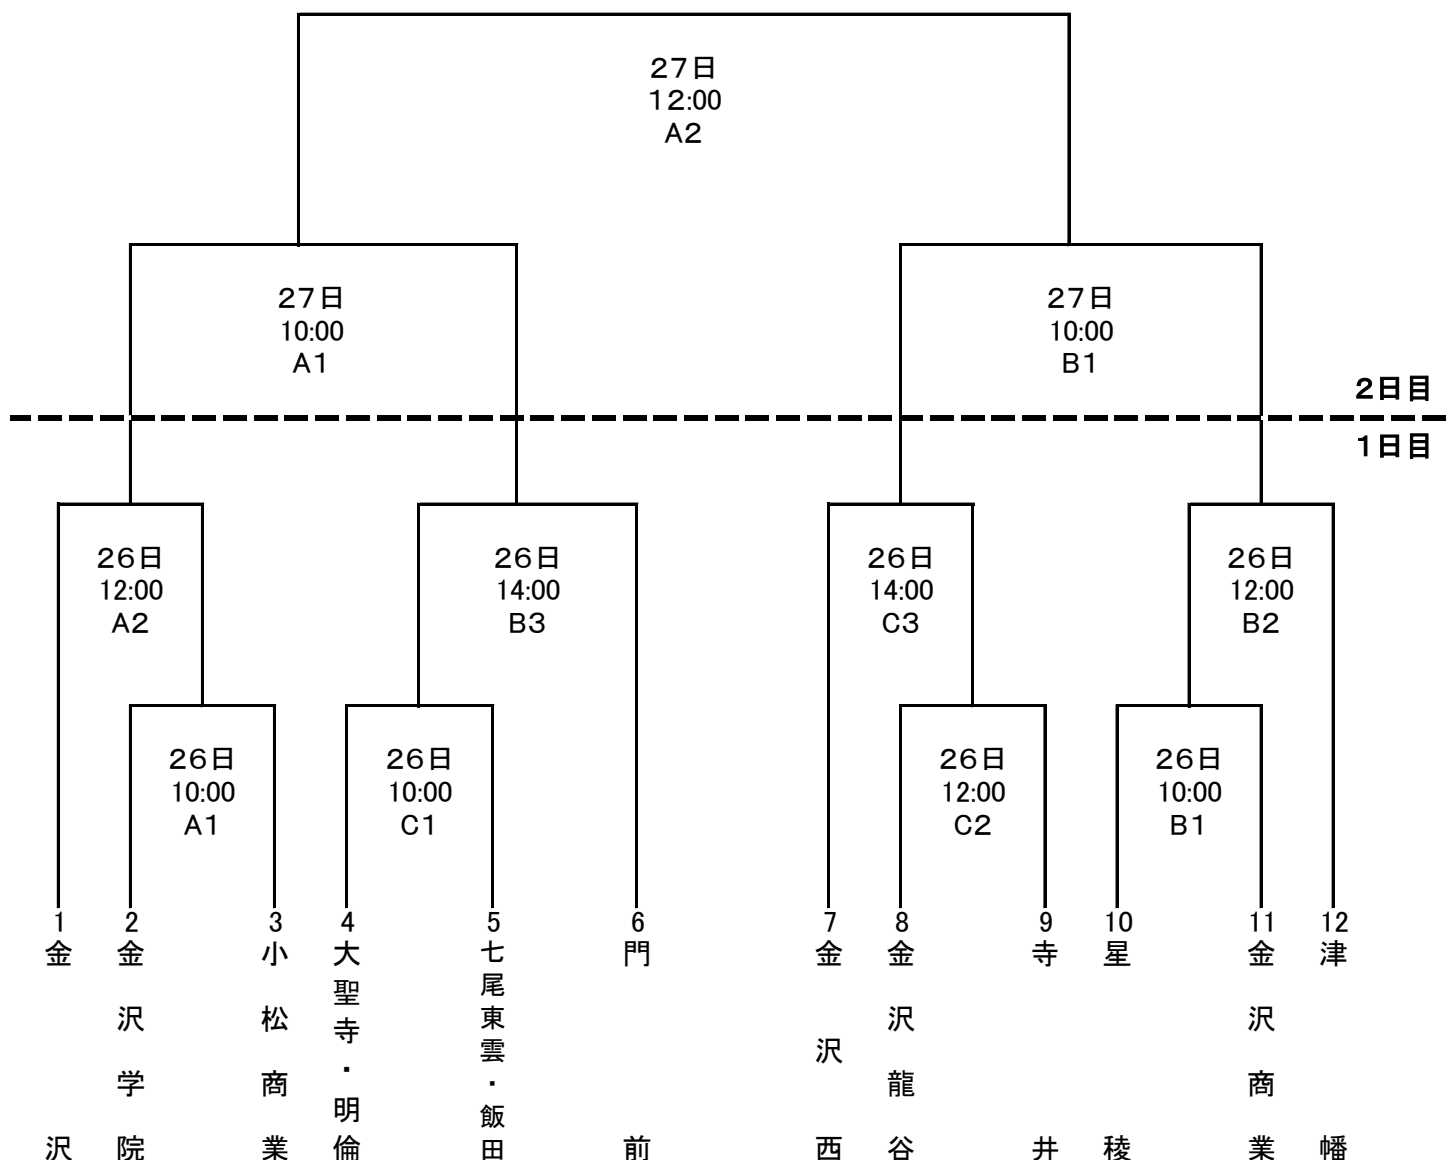 27日
12:00
A2
27日
10:00
A1
27日
10:00
B1
2日目
1日目
26日
12:00
A2
26日
14:00
B3
26日
14:00
C3
26日
12:00
B2
26日
10:00
A1
26日
10:00
C1
26日
12:00
C2
26日
10:00
B1
1
金沢
2
金沢学院
3
小松商業
4
大聖寺・明倫
5
七尾東雲・飯田
6
門前
7
金沢西
8
金沢龍谷
9
寺井
10
星稜
11
金沢商業
12
津幡